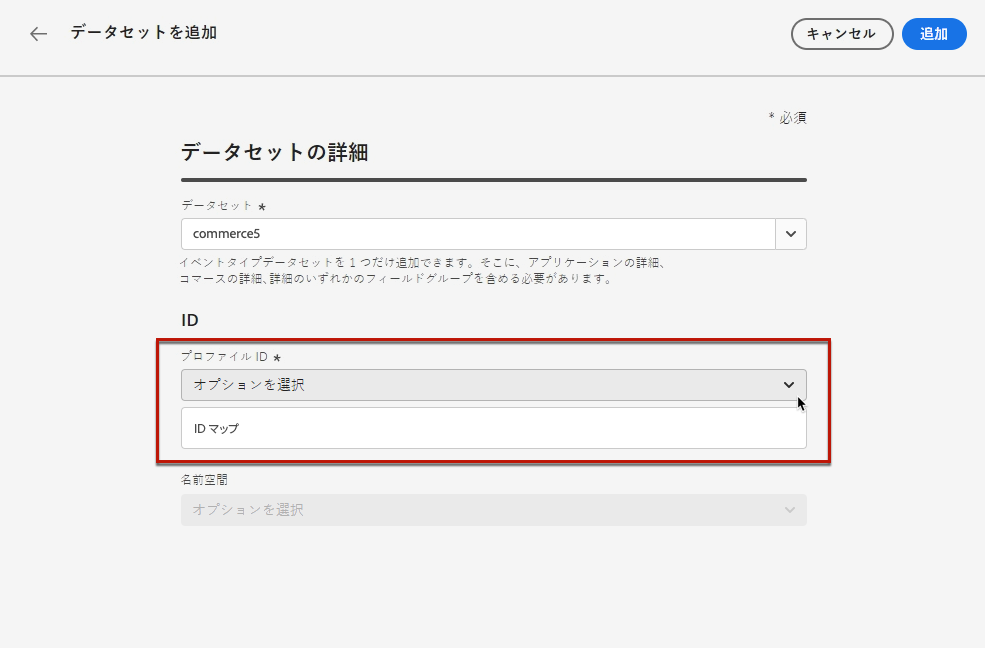 データセットを追加
キャンセル
追加
* 必須
データセットの詳細
データセット *
commerce5
イベントタイプデータセットを 1 つだけ追加できます。そこに、アプリケーションの詳細、
コマースの詳細、詳細のいずれかのフィールドグループを含める必要があります。
ID
プロファイル ID *
オプションを選択
ID マップ
名前空間
オプションを選択